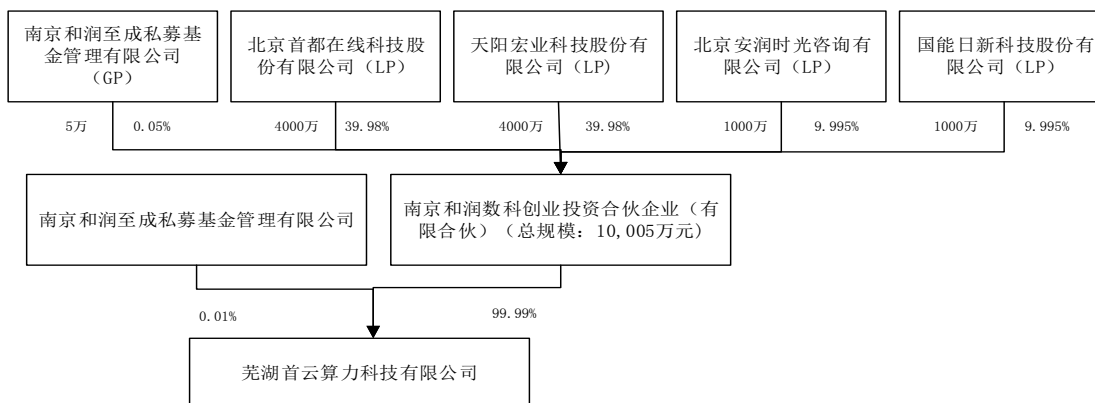 南京和润至成私募基
金管理有限公司
（GP）
北京首都在线科技股
份有限公司（LP）
天阳宏业科技股份有
限公司（LP）
北京安润时光咨询有
限公司（LP）
国能日新科技股份有
限公司（LP）
5万 0.05%
4000万 39.98%
4000万 39.98%
1000万 9.995%
1000万 9.995%
南京和润至成私募基金管理有限公司
南京和润数科创业投资合伙企业（有
限合伙）（总规模：10,005万元）
0.01%
99.99%
芜湖首云算力科技有限公司